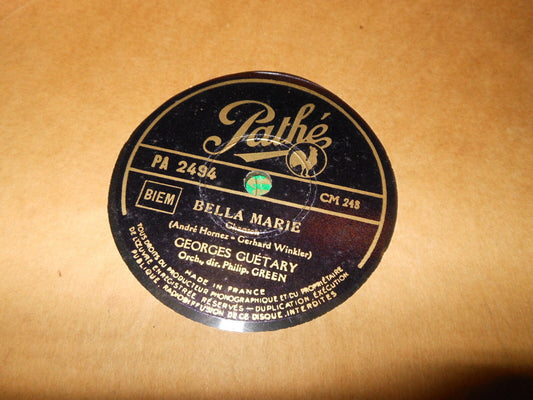 Pathé
PA 2494
CM 248
BIEM
BELLA MARIE
Chantée
(André Hornez - Gerhard Winkler)
GEORGES GUÉTARY
Orch. dir. Philip. GREEN
MADE IN FRANCE
TOUS DROITS DU PRODUCTEUR PHONOGRAPHIQUE ET DU PROPRIÉTAIRE
DE L'ŒUVRE ENREGISTRÉE RÉSERVÉS - DUPLICATION, EXÉCUTION
PUBLIQUE, RADIODIFFUSION DE CE DISQUE, INTERDITES